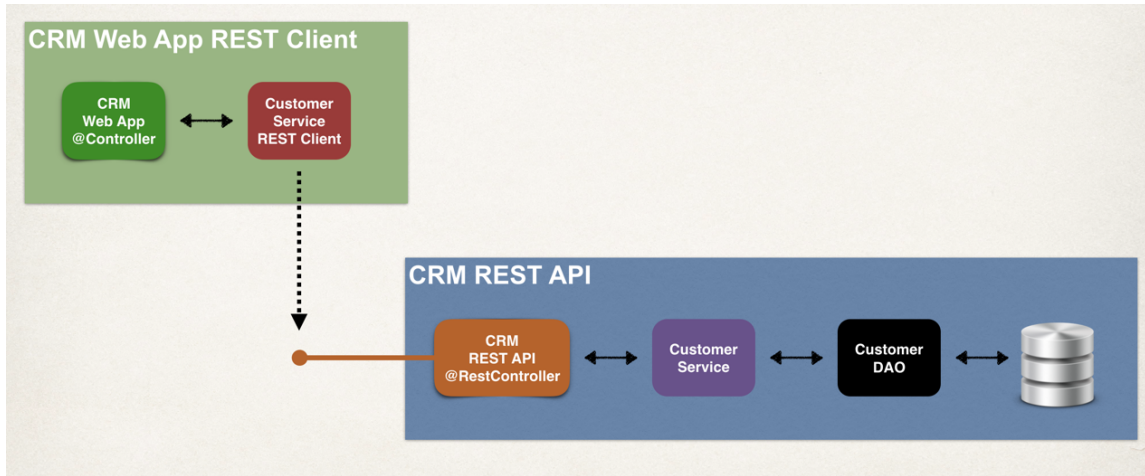 CRM Web App REST Client
CRM
Web App
@Controller
Customer
Service
REST Client
CRM REST API
CRM
REST API
@RestController
Customer
Service
Customer
DAO